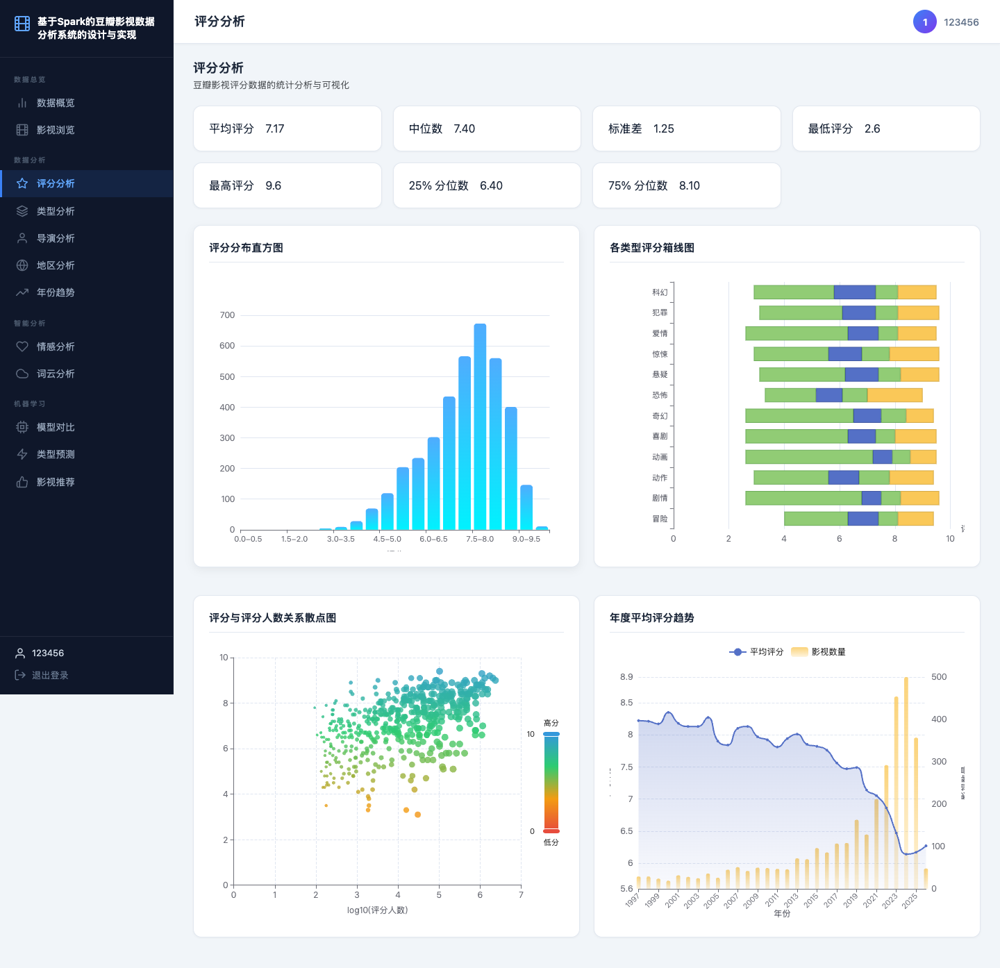 基于Spark的豆瓣影视数据
分析系统的设计与实现
数据总览
数据概览
影视浏览
数据分析
评分分析
类型分析
导演分析
地区分析
年份趋势
智能分析
情感分析
词云分析
机器学习
模型对比
类型预测
影视推荐
123456
退出登录
评分分析
1 123456
评分分析
豆瓣影视评分数据的统计分析与可视化
平均评分 7.17
中位数 7.40
标准差 1.25
最低评分 2.6
最高评分 9.6
25% 分位数 6.40
75% 分位数 8.10
评分分布直方图
700
600
500
400
300
200
100
0
0.0–0.5 1.5–2.0 3.0–3.5 4.5–5.0 6.0–6.5 7.5–8.0 9.0–9.5
各类型评分箱线图
科幻
犯罪
爱情
惊悚
悬疑
恐怖
奇幻
喜剧
动画
动作
剧情
冒险
0 2 4 6 8 10
评分与评分人数关系散点图
10
8
6
4
2
0
0 1 2 3 4 5 6 7
log10(评分人数)
高分
10
0
低分
年度平均评分趋势
平均评分 影视数量
8.9
8.5
8
7.5
7
6.5
6
5.6
500
400
300
200
100
0
1997 1999 2001 2003 2005 2007 2009 2011 2013 2015 2017 2019 2021 2023 2025
年份